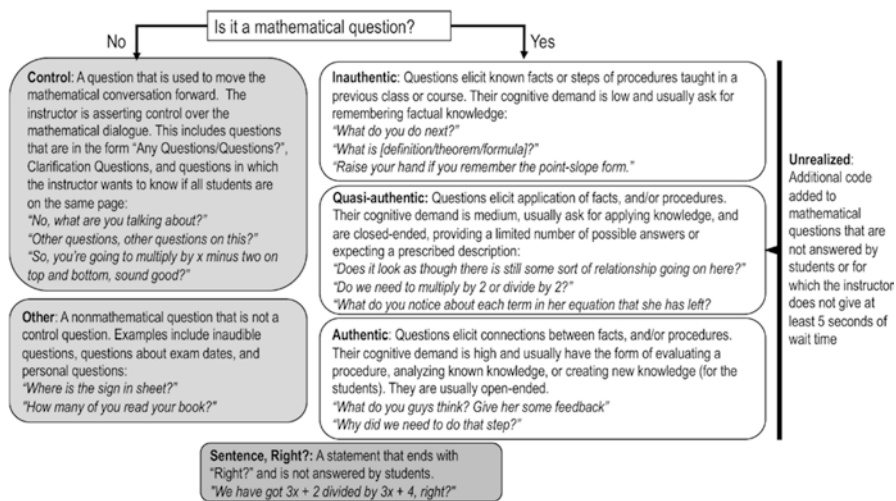 Is it a mathematical question?
No
Yes
Control: A question that is used to move the
mathematical conversation forward. The
instructor is asserting control over the
mathematical dialogue. This includes questions
that are in the form “Any Questions/Questions?”,
Clarification Questions, and questions in which
the instructor wants to know if all students are
on the same page:
“No, what are you talking about?”
“Other questions, other questions on this?”
“So, you’re going to multiply by x minus two on
top and bottom, sound good?”
Other: A nonmathematical question that is not a
control question. Examples include inaudible
questions, questions about exam dates, and
personal questions:
“Where is the sign in sheet?”
"How many of you read your book?"
Inauthentic: Questions elicit known facts or steps of procedures taught in a
previous class or course. Their cognitive demand is low and usually ask for
remembering factual knowledge:
“What do you do next?”
“What is [definition/theorem/formula]?”
“Raise your hand if you remember the point-slope form.”
Quasi-authentic: Questions elicit application of facts, and/or procedures.
Their cognitive demand is medium, usually ask for applying knowledge, and
are closed-ended, providing a limited number of possible answers or
expecting a prescribed description:
“Does it look as though there is still some sort of relationship going on here?”
“Do we need to multiply by 2 or divide by 2?”
“What do you notice about each term in her equation that she has left?
Authentic: Questions elicit connections between facts, and/or procedures.
Their cognitive demand is high and usually have the form of evaluating a
procedure, analyzing known knowledge, or creating new knowledge (for the
students). They are usually open-ended.
“What do you guys think? Give her some feedback”
“Why did we need to do that step?”
Unrealized:
Additional code
added to
mathematical
questions that
are not answered by
students or for
which the instructor
does not give at
least 5 seconds of
wait time
Sentence, Right?: A statement that ends with
“Right?” and is not answered by students.
"We have got 3x + 2 divided by 3x + 4, right?"